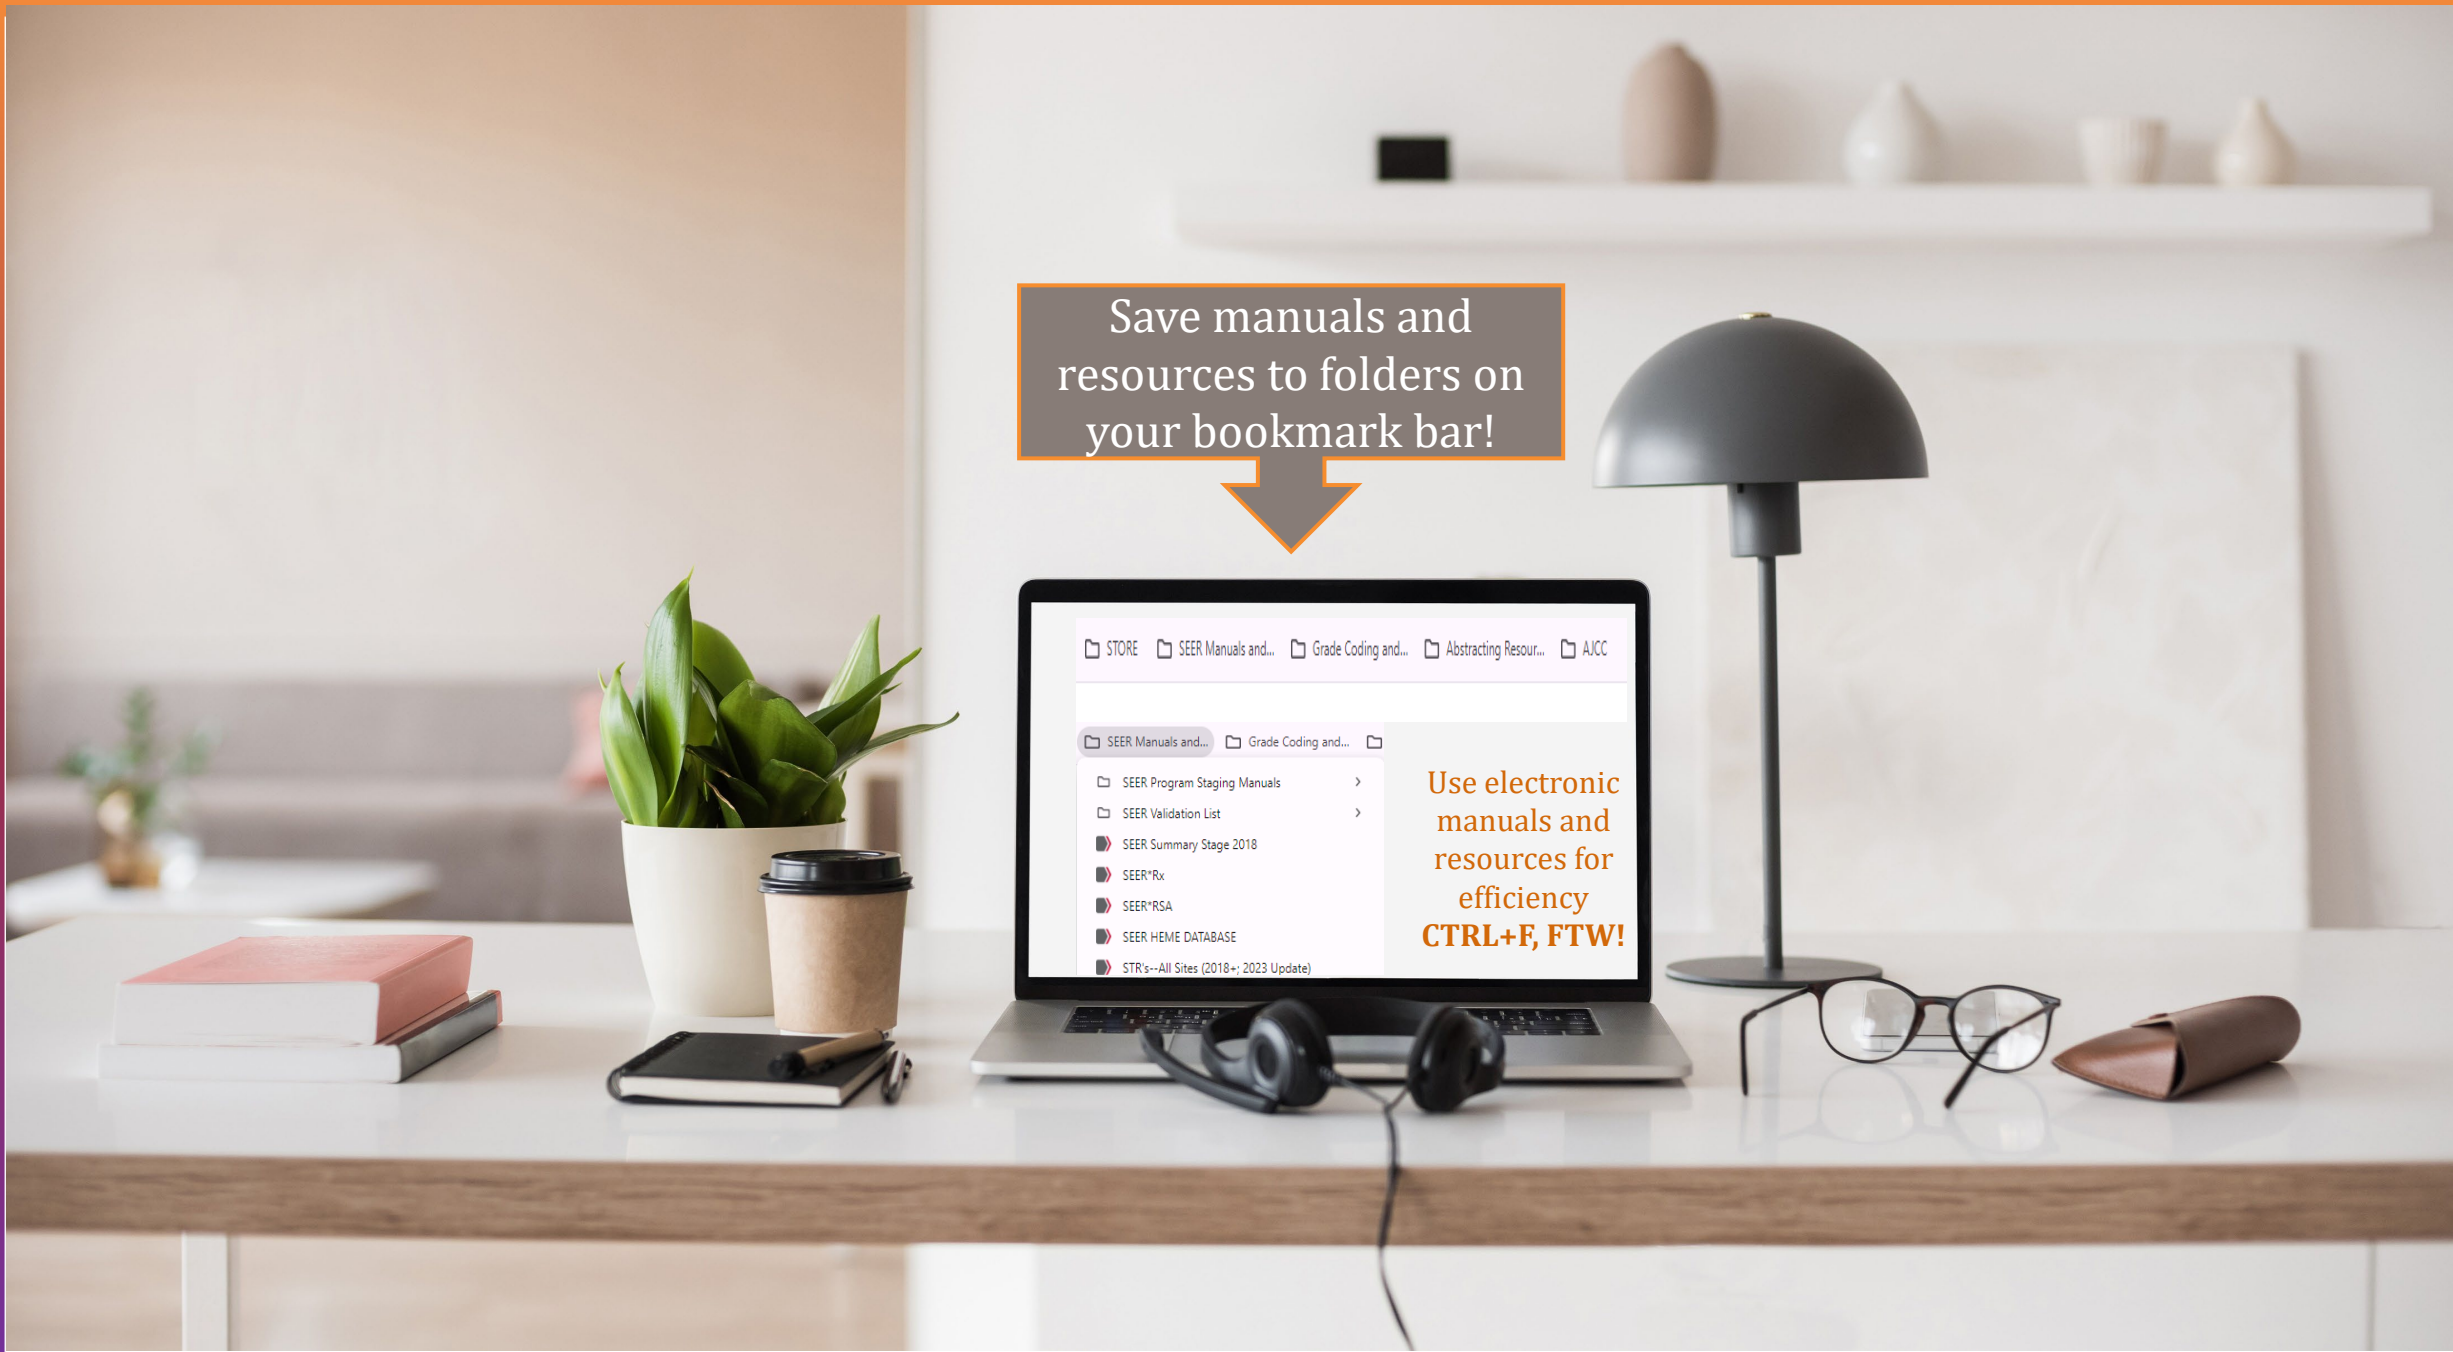 Save manuals and
resources to folders on
your bookmark bar!
STORE SEER Manuals and... Grade Coding and... Abstracting Resour... AJCC
SEER Manuals and... Grade Coding and...
SEER Program Staging Manuals
SEER Validation List
SEER Summary Stage 2018
SEER*Rx
SEER*RSA
SEER HEME DATABASE
STR's--All Sites (2018+; 2023 Update)
Use electronic
manuals and
resources for
efficiency
CTRL+F, FTW!